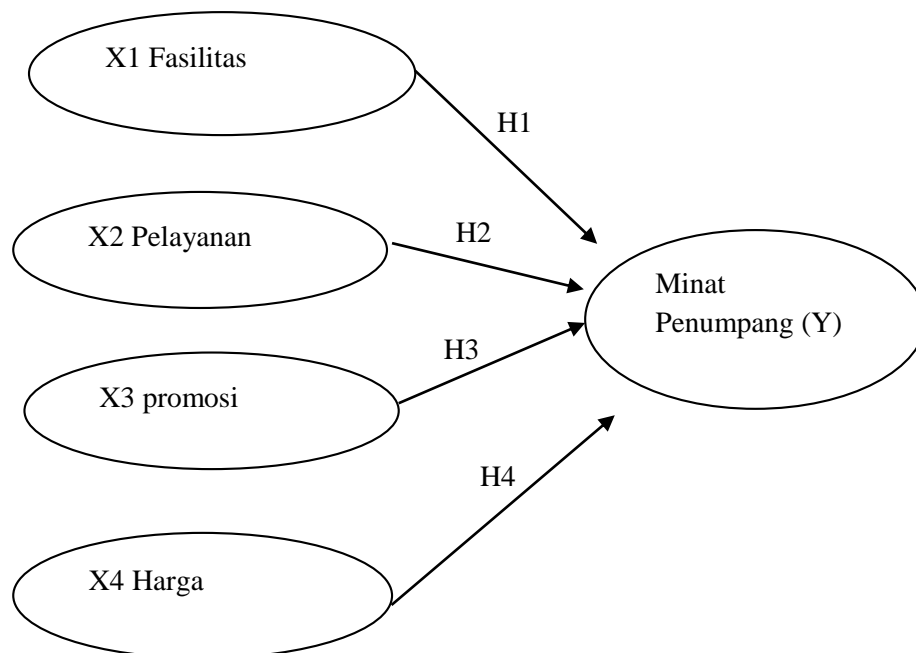 X1 Fasilitas
H1
X2 Pelayanan
H2
Minat
Penumpang (Y)
H3
X3 promosi
H4
X4 Harga